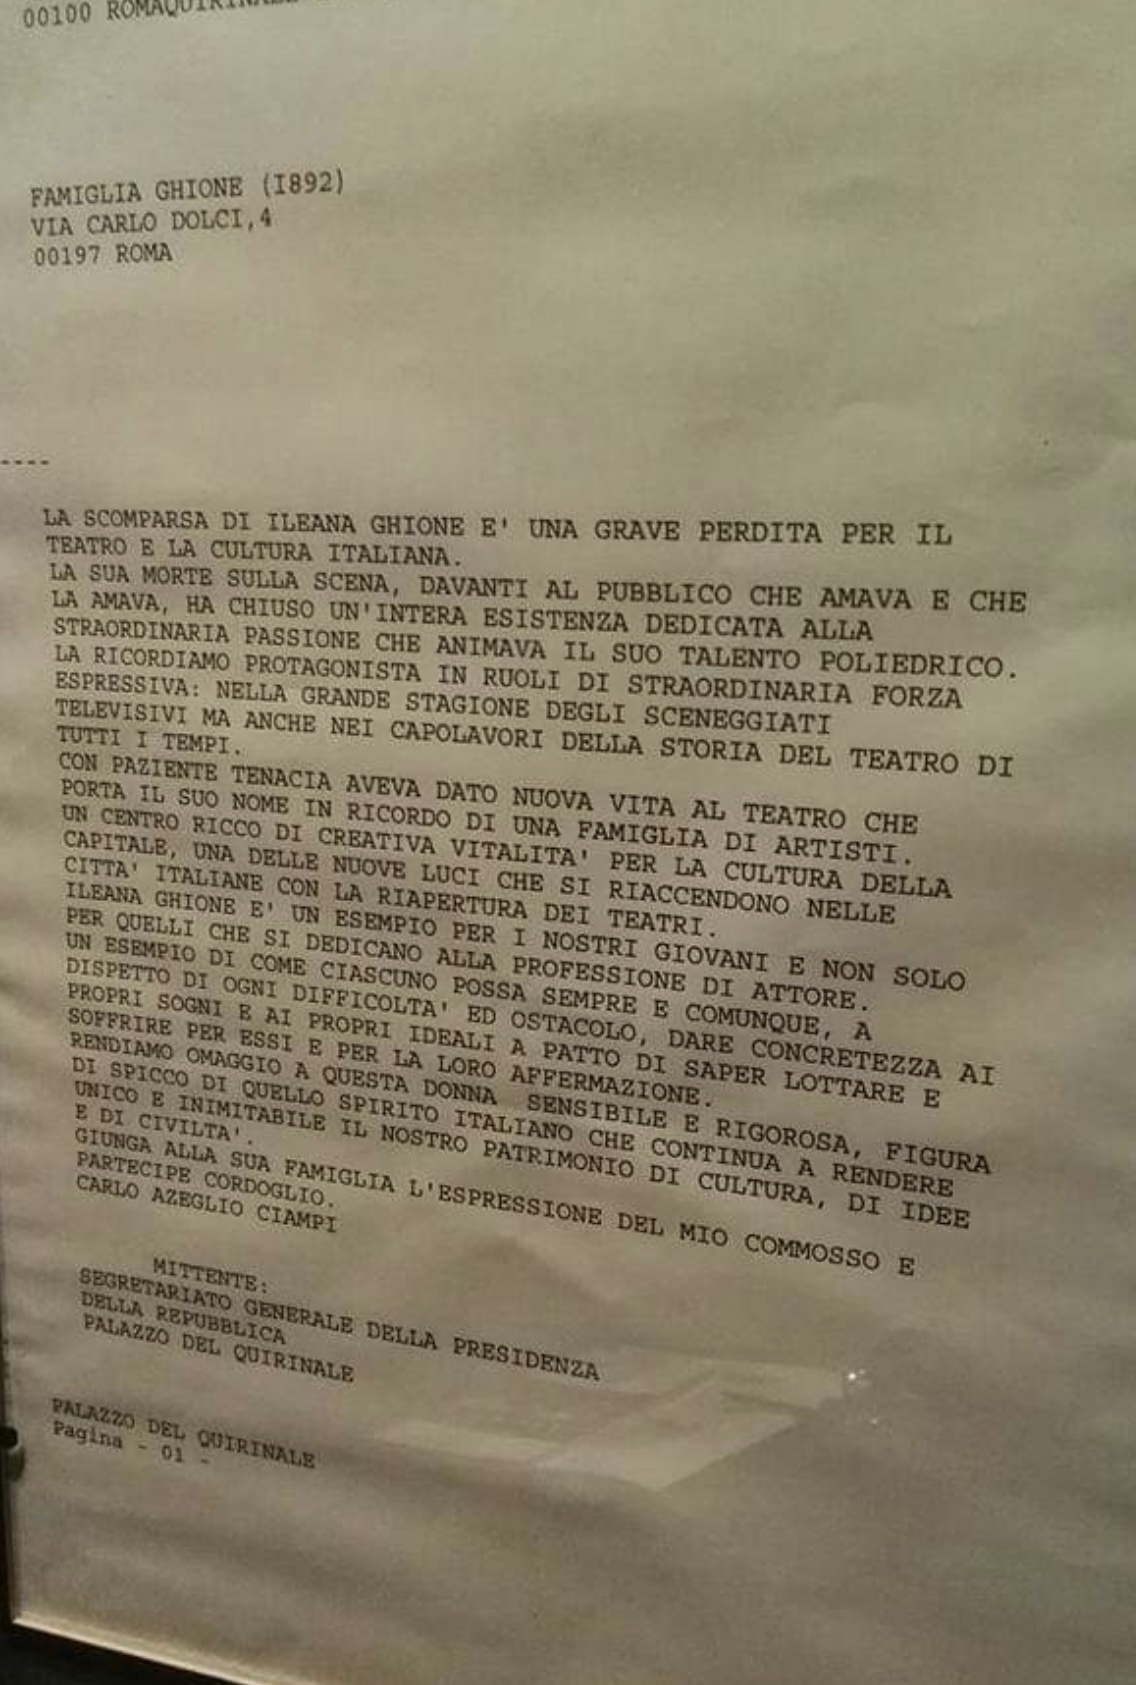 00100 ROMAQUIRINALE
FAMIGLIA GHIONE (I892)
VIA CARLO DOLCI,4
00197 ROMA
----
LA SCOMPARSA DI ILEANA GHIONE E' UNA GRAVE PERDITA PER IL
TEATRO E LA CULTURA ITALIANA.
LA SUA MORTE SULLA SCENA, DAVANTI AL PUBBLICO CHE AMAVA E CHE
LA AMAVA, HA CHIUSO UN'INTERA ESISTENZA DEDICATA ALLA
STRAORDINARIA PASSIONE CHE ANIMAVA IL SUO TALENTO POLIEDRICO.
LA RICORDIAMO PROTAGONISTA IN RUOLI DI STRAORDINARIA FORZA
ESPRESSIVA: NELLA GRANDE STAGIONE DEGLI SCENEGGIATI
TELEVISIVI MA ANCHE NEI CAPOLAVORI DELLA STORIA DEL TEATRO DI
TUTTI I TEMPI.
CON PAZIENTE TENACIA AVEVA DATO NUOVA VITA AL TEATRO CHE
PORTA IL SUO NOME IN RICORDO DI UNA FAMIGLIA DI ARTISTI.
UN CENTRO RICCO DI CREATIVA VITALITA' PER LA CULTURA DELLA
CAPITALE, UNA DELLE NUOVE LUCI CHE SI RIACCENDONO NELLE
CITTA' ITALIANE CON LA RIAPERTURA DEI TEATRI.
ILEANA GHIONE E' UN ESEMPIO PER I NOSTRI GIOVANI E NON SOLO
PER QUELLI CHE SI DEDICANO ALLA PROFESSIONE DI ATTORE.
UN ESEMPIO DI COME CIASCUNO POSSA SEMPRE E COMUNQUE, A
DISPETTO DI OGNI DIFFICOLTA' ED OSTACOLO, DARE CONCRETEZZA AI
PROPRI SOGNI E AI PROPRI IDEALI A PATTO DI SAPER LOTTARE E
SOFFRIRE PER ESSI E PER LA LORO AFFERMAZIONE.
RENDIAMO OMAGGIO A QUESTA DONNA SENSIBILE E RIGOROSA, FIGURA
DI SPICCO DI QUELLO SPIRITO ITALIANO CHE CONTINUA A RENDERE
UNICO E INIMITABILE IL NOSTRO PATRIMONIO DI CULTURA, DI IDEE
E DI CIVILTA'.
GIUNGA ALLA SUA FAMIGLIA L'ESPRESSIONE DEL MIO COMMOSSO E
PARTECIPE CORDOGLIO.
CARLO AZEGLIO CIAMPI
MITTENTE:
SEGRETARIATO GENERALE DELLA PRESIDENZA
DELLA REPUBBLICA
PALAZZO DEL QUIRINALE
PALAZZO DEL QUIRINALE
Pagina - 01 -